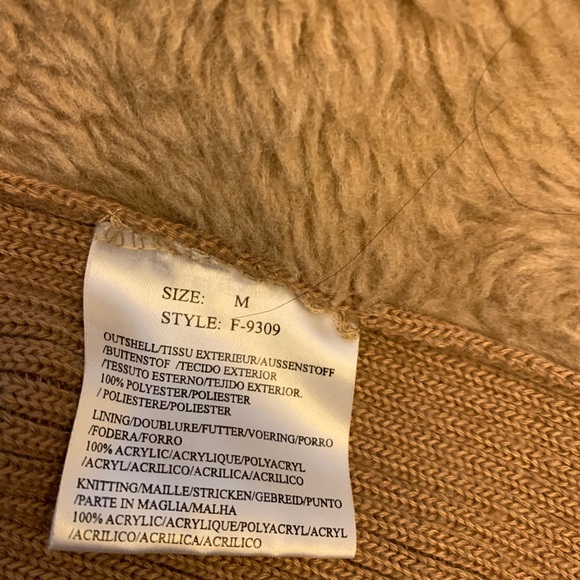 SIZE: M
STYLE: F-9309
OUTSHELL/TISSU EXTERIEUR/AUSSENSTOFF
/BUITENSTOF /TECIDO EXTERIOR
/TESSUTO ESTERNO/TEJIDO EXTERIOR.
100% POLYESTER/POLIESTER
/POLIESTERE/POLIESTER
LINING/DOUBLURE/FUTTER/VOERING/PORRO
/FODERA/FORRO
100% ACRYLIC/AGRYLIQUE/POLYACRYL
/ACRYL/ACRILICO/ACRILICA/ACRILICO
KNITTING/MAILLE/STRICKEN/GEBREID/PUNTO
/PARTE IN MAGLIA/MALHA
100% ACRYLIC/ACRYLIQUE/POLYACRYL/ACRYL
/ACRILICO/ACRILICO/ACRILICO